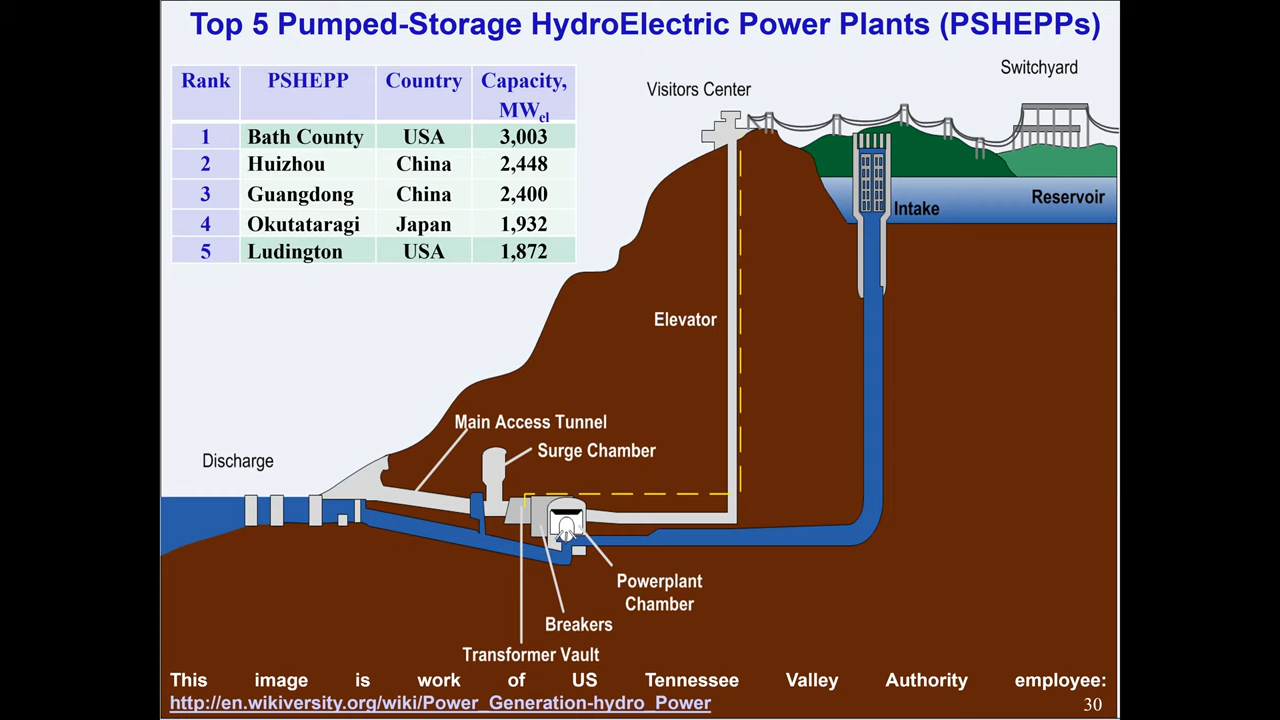 Top 5 Pumped-Storage HydroElectric Power Plants (PSHEPPs)
Rank PSHEPP Country Capacity, MWel
1 Bath County USA 3,003
2 Huizhou China 2,448
3 Guangdong China 2,400
4 Okutataragi Japan 1,932
5 Ludington USA 1,872
Switchyard
Visitors Center
Reservoir
Intake
Elevator
Main Access Tunnel
Surge Chamber
Discharge
Powerplant
Chamber
Breakers
Transformer Vault
This image is work of US Tennessee Valley Authority employee:
http://en.wikiversity.org/wiki/Power_Generation-hydro_Power
30